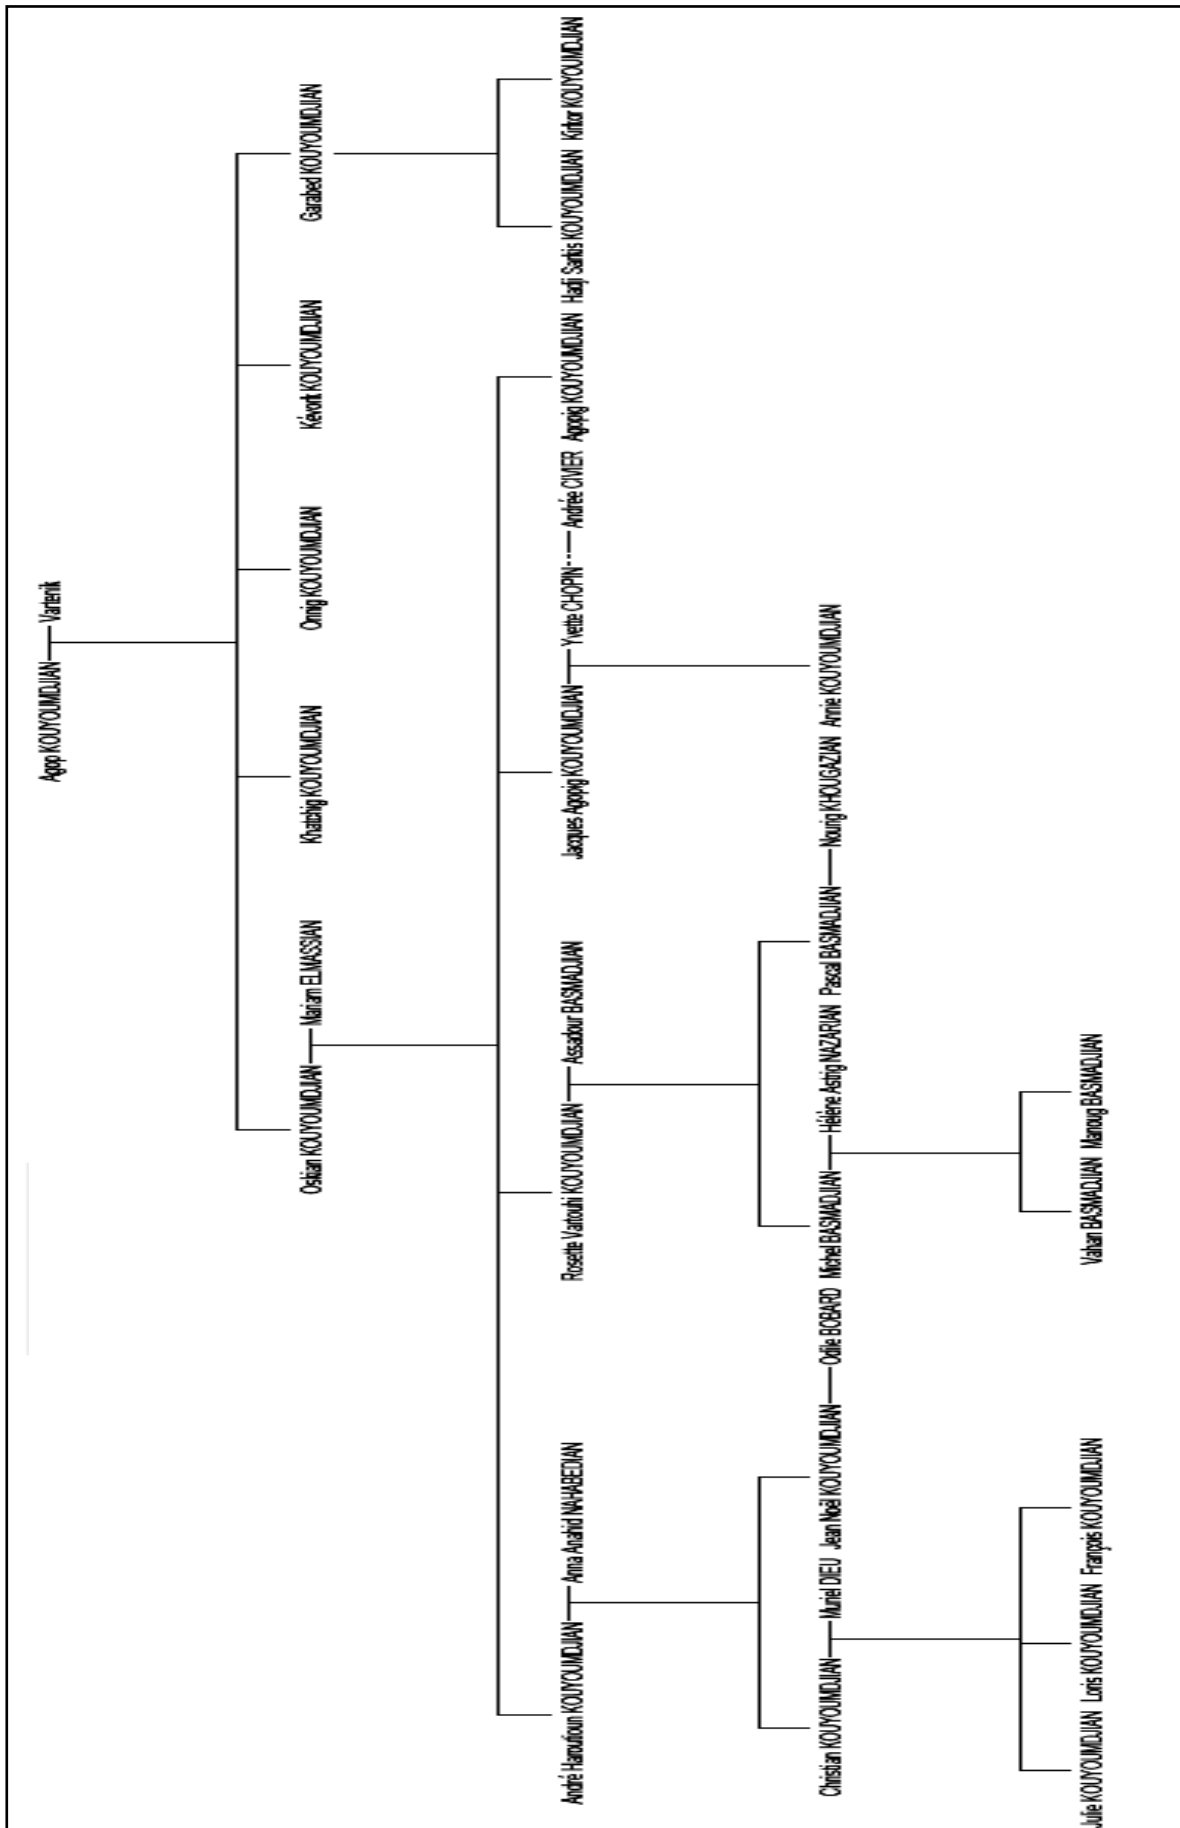 Agop KOUYOUMDJIAN Vartenik
Oskian KOUYOUMDJIAN Mariam ELMASSIAN Khatchig KOUYOUMDJIAN Onnig KOUYOUMDJIAN Kévork KOUYOUMDJIAN Garabed KOUYOUMDJIAN
André Haroutioun KOUYOUMDJIAN Anna Anahid NAHABEDIAN Rosette Vartouhi KOUYOUMDJIAN Assadour BASMADJIAN Jacques Agopig KOUYOUMDJIAN Yvette CHOPIN Andrée CIVIER Agopig KOUYOUMDJIAN Hadji Sarkis KOUYOUMDJIAN Kirkor KOUYOUMDJIAN
Christian KOUYOUMDJIAN Muriel DIEU Jean Noël KOUYOUMDJIAN Odile BOBARD Michel BASMADJIAN Hélène Astrig NAZARIAN Pascal BASMADJIAN Nourig KHOUGAZIAN Annie KOUYOUMDJIAN
Julie KOUYOUMDJIAN Loris KOUYOUMDJIAN François KOUYOUMDJIAN Vahan BASMADJIAN Manoug BASMADJIAN